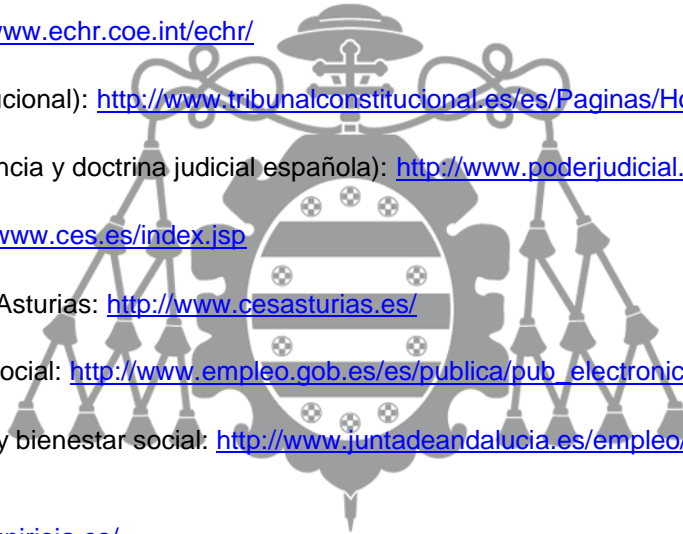 www.echr.coe.int/echr/
ucional): http://www.tribunalconstitucional.es/es/Paginas/Ho
ncia y doctrina judicial española): http://www.poderjudicial.
www.ces.es/index.jsp
Asturias: http://www.cesasturias.es/
ocial: http://www.empleo.gob.es/es/publica/pub_electronic
y bienestar social: http://www.juntadeandalucia.es/empleo/